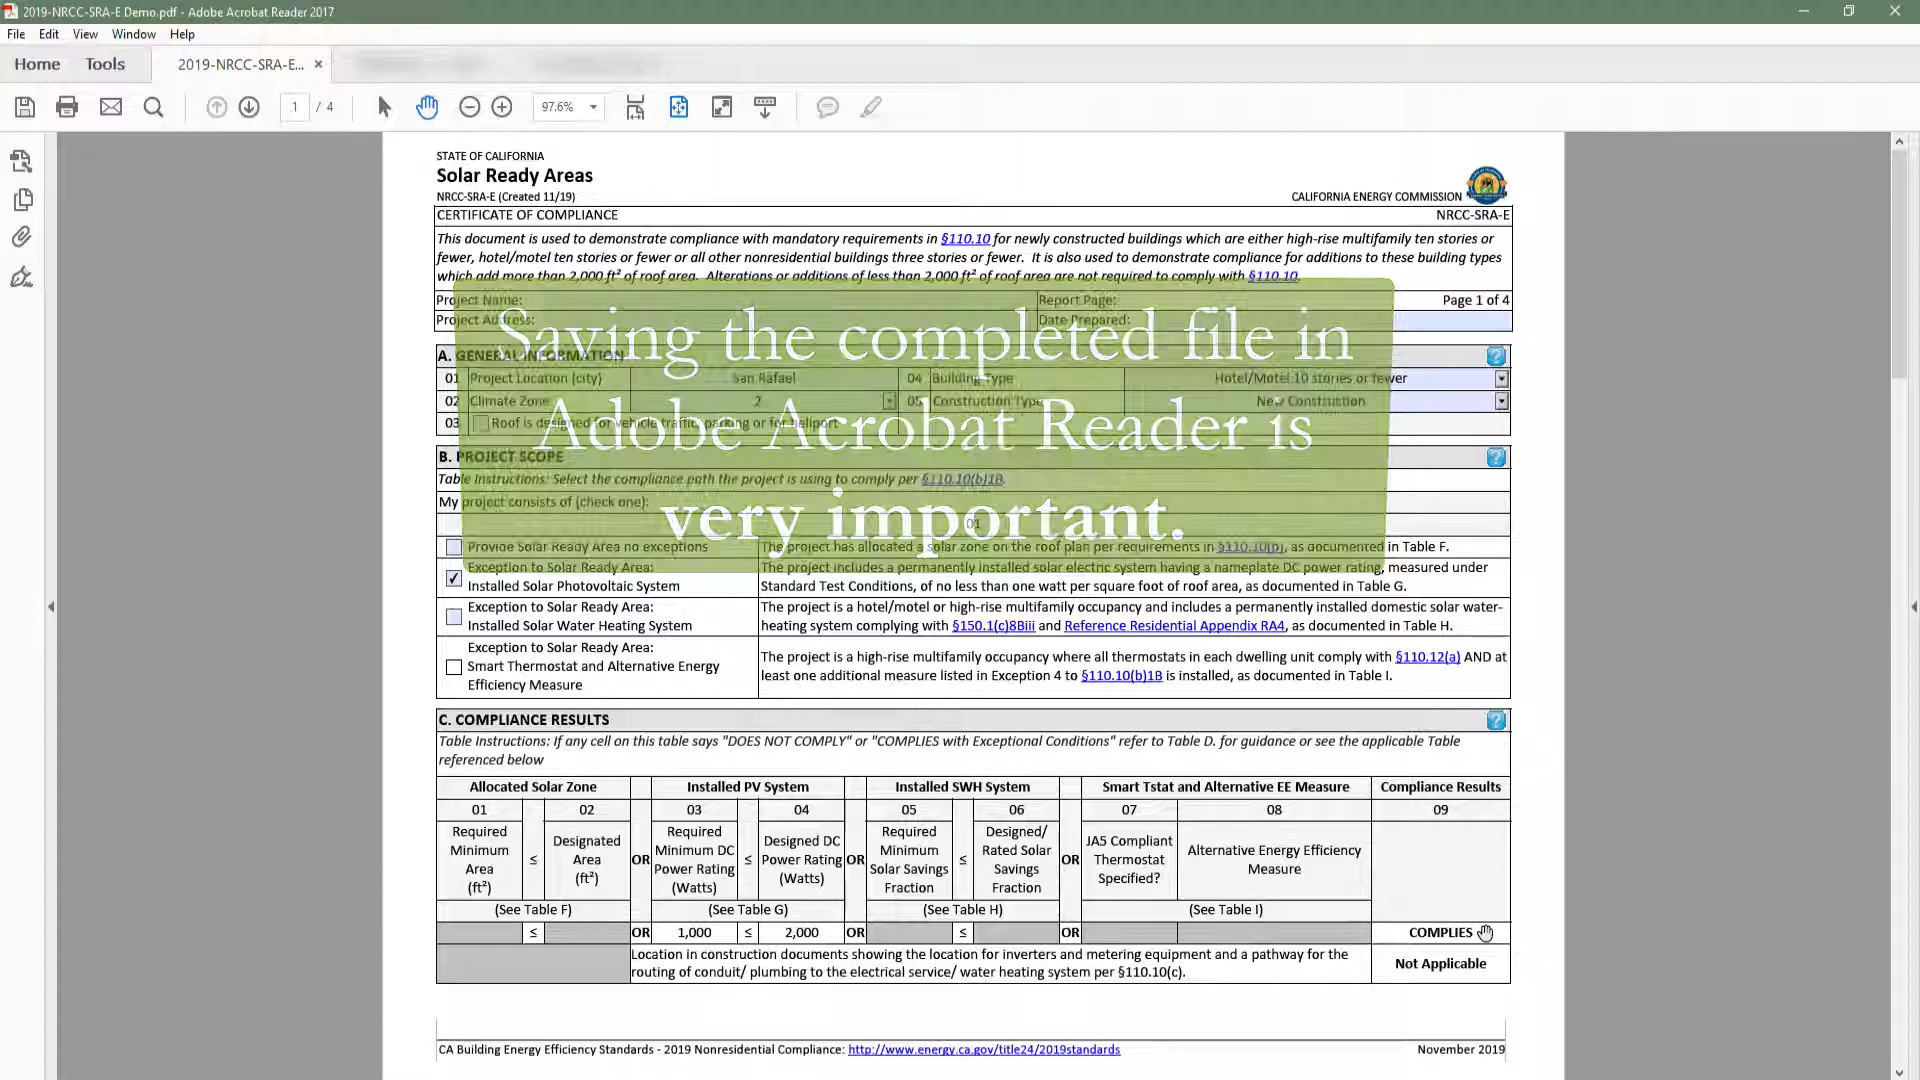 2019-NRCC-SRA-E Demo.pdf - Adobe Acrobat Reader 2017
File Edit View Window Help
Home Tools 2019-NRCC-SRA-E... ×
1 / 4 97.6%
STATE OF CALIFORNIA
Solar Ready Areas
NRCC-SRA-E (Created 11/19) CALIFORNIA ENERGY COMMISSION
CERTIFICATE OF COMPLIANCE NRCC-SRA-E
This document is used to demonstrate compliance with mandatory requirements in §110.10 for newly constructed buildings which are either high-rise multifamily ten stories or
fewer, hotel/motel ten stories or fewer or all other nonresidential buildings three stories or fewer. It is also used to demonstrate compliance for additions to these building types
which add more than 2,000 ft² of roof area. Alterations or additions of less than 2,000 ft² of roof area are not required to comply with §110.10.
Project Name: Report Page: Page 1 of 4
Project Address: Date Prepared:
Saving the completed file in
Adobe Acrobat Reader is
very important.
A. GENERAL INFORMATION
01 Project Location (city) San Rafael 04 Building Type Hotel/Motel 10 stories or fewer
02 Climate Zone 2 05 Construction Type New Construction
03 Roof is designed for vehicle traffic, parking or for heliport
B. PROJECT SCOPE
Table Instructions: Select the compliance path the project is using to comply per §110.10(b)1B.
My project consists of (check one):
01
Provide Solar Ready Area no exceptions The project has allocated a solar zone on the roof plan per requirements in §110.10(b), as documented in Table F.
Exception to Solar Ready Area: The project includes a permanently installed solar electric system having a nameplate DC power rating, measured under
Installed Solar Photovoltaic System Standard Test Conditions, of no less than one watt per square foot of roof area, as documented in Table G.
Exception to Solar Ready Area: The project is a hotel/motel or high-rise multifamily occupancy and includes a permanently installed domestic solar water-
Installed Solar Water Heating System heating system complying with §150.1(c)8Biii and Reference Residential Appendix RA4, as documented in Table H.
Exception to Solar Ready Area:
Smart Thermostat and Alternative Energy The project is a high-rise multifamily occupancy where all thermostats in each dwelling unit comply with §110.12(a) AND at
Efficiency Measure least one additional measure listed in Exception 4 to §110.10(b)1B is installed, as documented in Table I.
C. COMPLIANCE RESULTS
Table Instructions: If any cell on this table says "DOES NOT COMPLY" or "COMPLIES with Exceptional Conditions" refer to Table D. for guidance or see the applicable Table
referenced below
Allocated Solar Zone Installed PV System Installed SWH System Smart Tstat and Alternative EE Measure Compliance Results
01 02 03 04 05 06 07 08 09
Required Minimum Area (ft²) ≤ Designated Area (ft²) OR Required Minimum DC Power Rating (Watts) ≤ Designed DC Power Rating (Watts) OR Required Minimum Solar Savings Fraction ≤ Designed/ Rated Solar Savings Fraction OR JA5 Compliant Thermostat Specified? Alternative Energy Efficiency Measure
(See Table F) (See Table G) (See Table H) (See Table I)
≤ OR 1,000 ≤ 2,000 OR ≤ OR COMPLIES
Location in construction documents showing the location for inverters and metering equipment and a pathway for the
routing of conduit/ plumbing to the electrical service/ water heating system per §110.10(c). Not Applicable
CA Building Energy Efficiency Standards - 2019 Nonresidential Compliance: http://www.energy.ca.gov/title24/2019standards November 2019